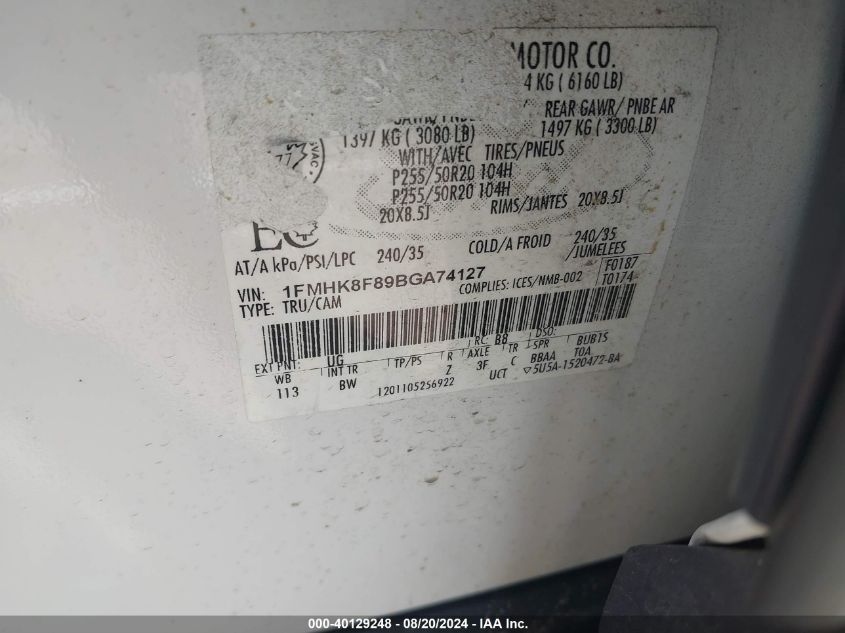 MOTOR CO.
4 KG ( 6160 LB)
REAR GAWR/ PNBE AR
1397 KG ( 3080 LB)
1497 KG ( 3300 LB)
WITH/AVEC TIRES/PNEUS
P255/50R20 104H
P255/50R20 104H
20X8.5J
RIMS/JANTES 20X8.5J
AT/A kPa/PSI/LPC 240/35 COLD/A FROID 240/35
/JUMELEES
VIN: 1FMHK8F89BGA74127
COMPLIES: ICES/NMB-002
F0187
T0174
TYPE: TRU/CAM
EXT PNT: UG RC: B8 DSO:
WB INT TR TP/PS R AXLE TR SPR BUB15
113 BW Z 3F C BBAA TOA
1201105256922 UCT ▽5U5A-1520472-BA
000-40129248 - 08/20/2024 - IAA Inc.